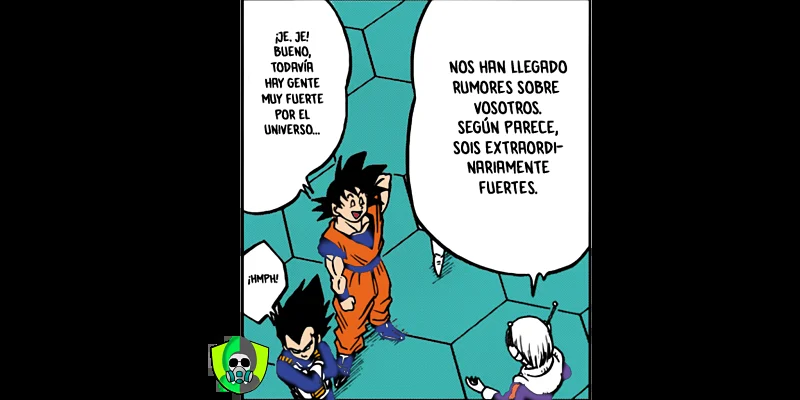 NOS HAN LLEGADO
RUMORES SOBRE
VOSOTROS.
SEGÚN PARECE,
SOIS EXTRAORDI-
NARIAMENTE
FUERTES.
¡JE. JE!
BUENO,
TODAVÍA
HAY GENTE
MUY FUERTE
POR EL
UNIVERSO...
¡HMPH!